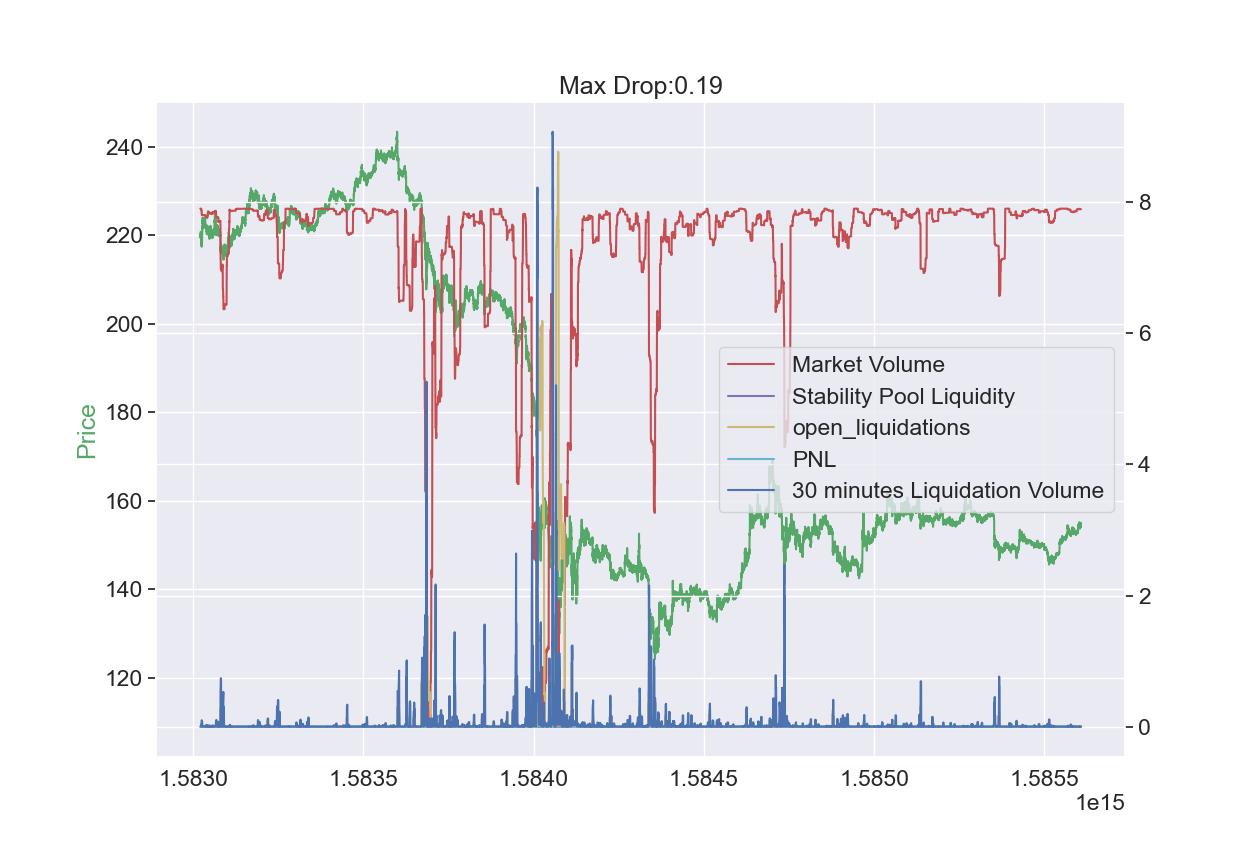 Max Drop:0.19
240
220
200
180
160
140
120
Price
8
6
4
2
0
Market Volume
Stability Pool Liquidity
open_liquidations
PNL
30 minutes Liquidation Volume
1.5830 1.5835 1.5840 1.5845 1.5850 1.5855
1e15